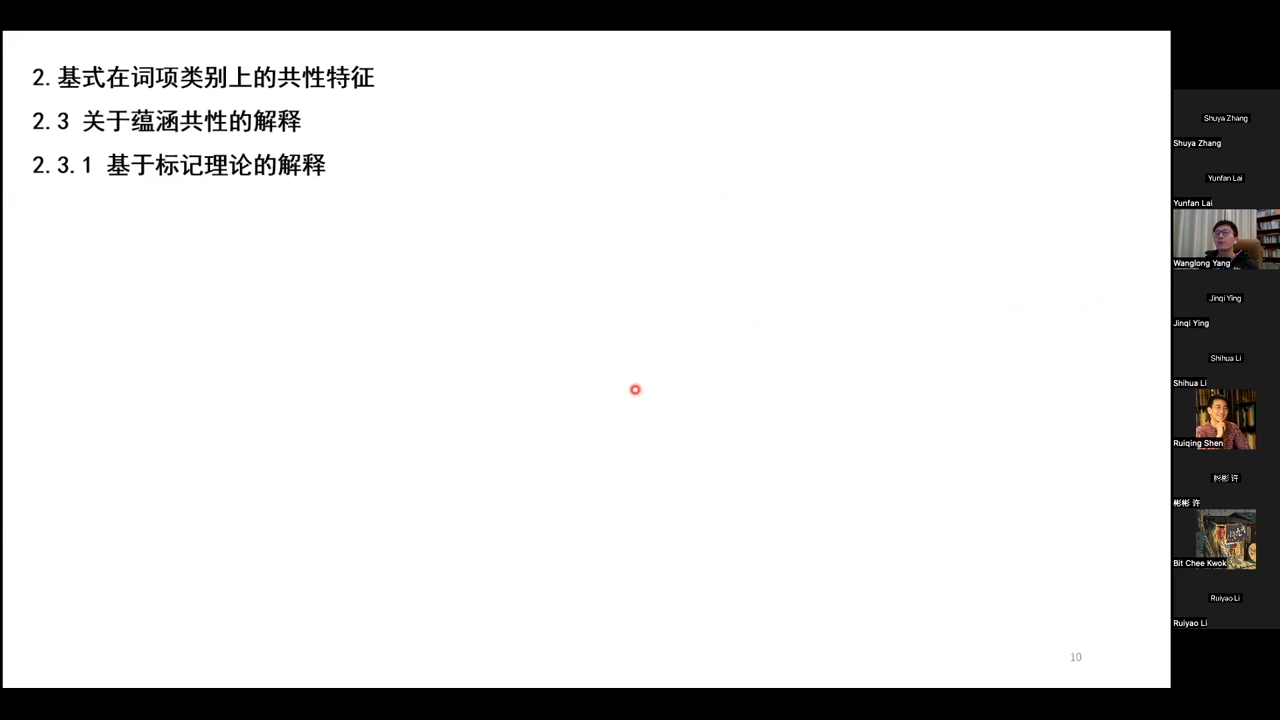 2.基式在词项类别上的共性特征
2.3 关于蕴涵共性的解释
2.3.1 基于标记理论的解释
10
Shuya Zhang
Shuya Zhang
Yunfan Lai
Yunfan Lai
Wanglong Yang
Jinqi Ying
Jinqi Ying
Shihua Li
Shihua Li
Ruiqing Shen
彬彬 许
彬彬 许
Bit Chee Kwok
Ruiyao Li
Ruiyao Li